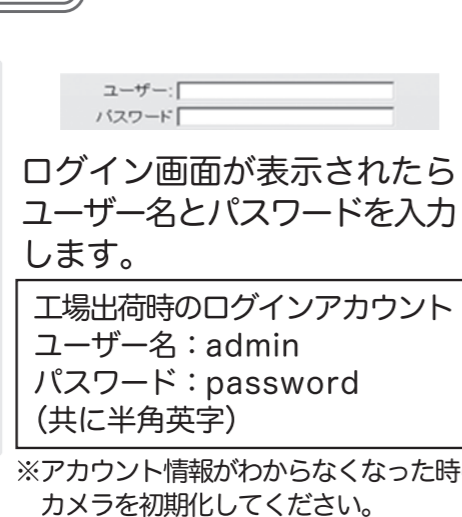 ユーザー:
パスワード
ログイン画面が表示されたら
ユーザー名とパスワードを入力
します。
工場出荷時のログインアカウント
ユーザー名：admin
パスワード：password
（共に半角英字）
※アカウント情報がわからなくなった時
カメラを初期化してください。